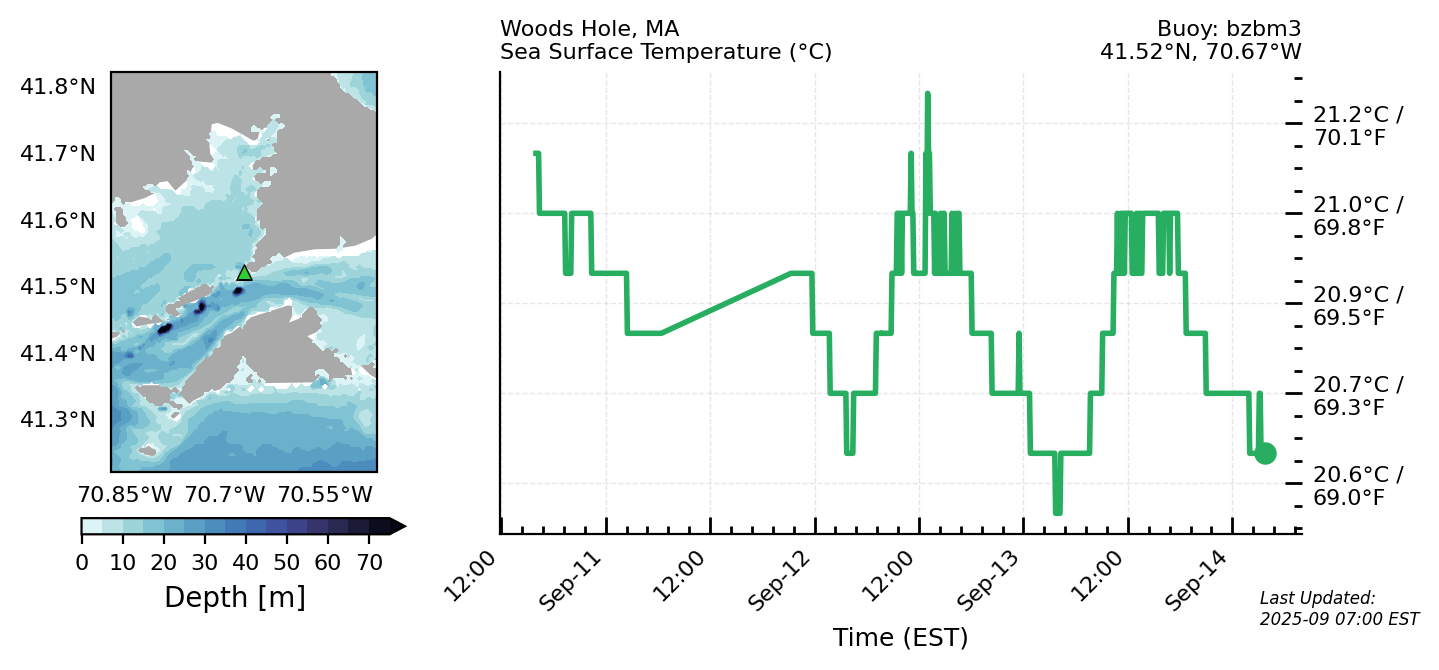 Woods Hole, MA
Sea Surface Temperature (°C)
Buoy: bzbm3
41.52°N, 70.67°W
41.8°N
41.7°N
41.6°N
41.5°N
41.4°N
41.3°N
70.85°W 70.7°W 70.55°W
0 10 20 30 40 50 60 70
Depth [m]
21.2°C /
70.1°F
21.0°C /
69.8°F
20.9°C /
69.5°F
20.7°C /
69.3°F
20.6°C /
69.0°F
12:00 Sep-11 12:00 Sep-12 12:00 Sep-13 12:00 Sep-14
Time (EST)
Last Updated:
2025-09 07:00 EST